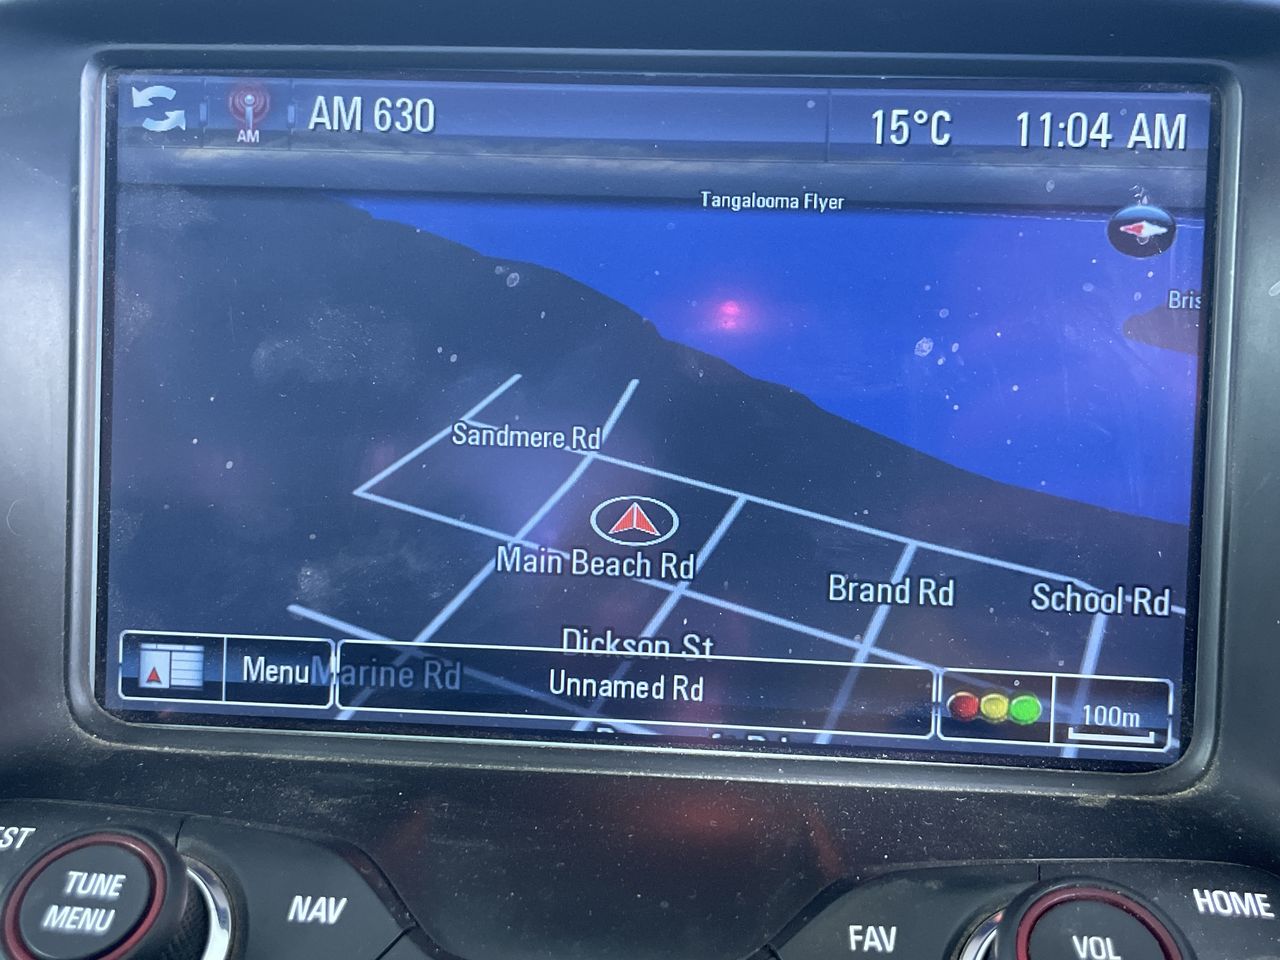 AM
AM 630
15°C
11:04 AM
Tangalooma Flyer
Bris
Sandmere Rd
Main Beach Rd
Brand Rd
School Rd
Dickson St
Menu
Marine Rd
Unnamed Rd
100m
EST
TUNE
MENU
NAV
FAV
VOL
HOME